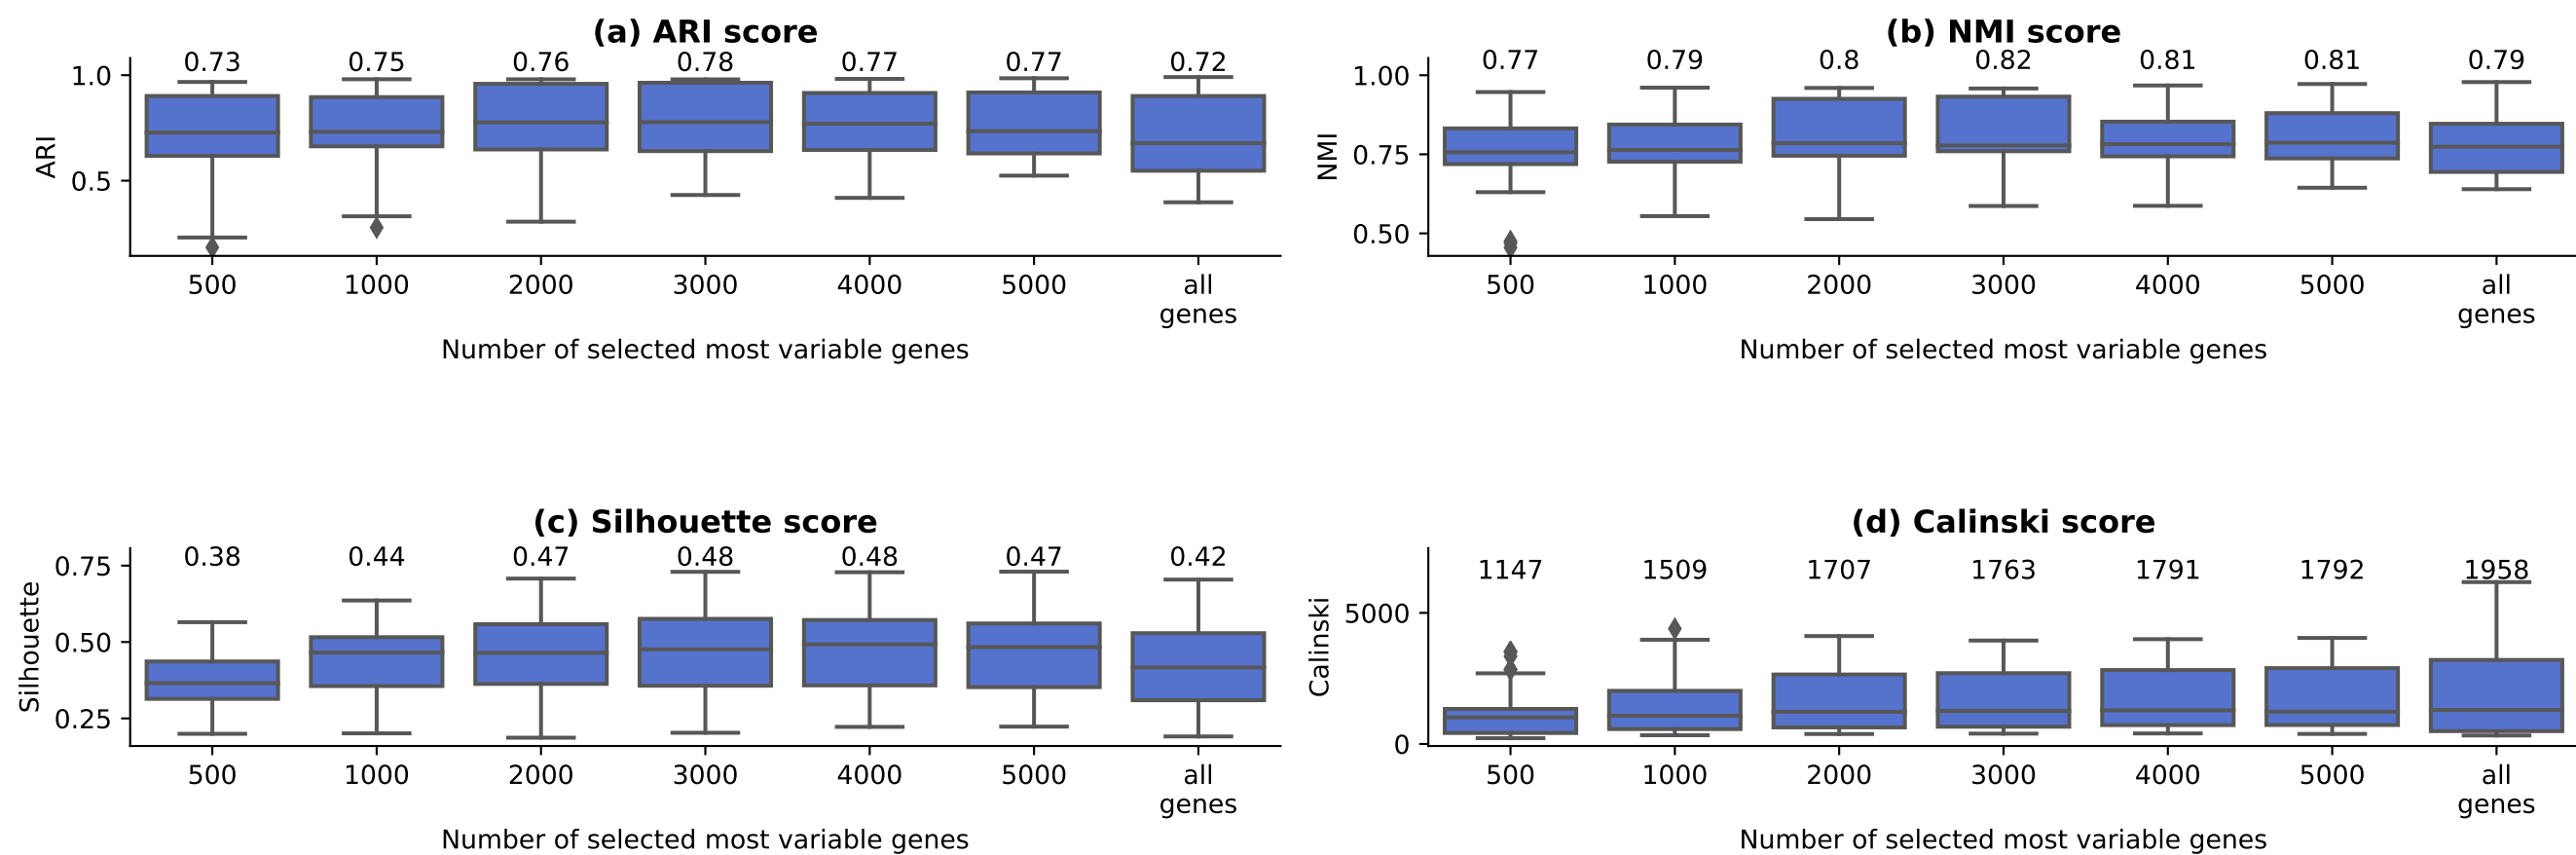 (a) ARI score
0.73 0.75 0.76 0.78 0.77 0.77 0.72
1.0
0.5
ARI
500 1000 2000 3000 4000 5000 all
genes
Number of selected most variable genes
(b) NMI score
0.77 0.79 0.8 0.82 0.81 0.81 0.79
1.00
0.75
0.50
NMI
500 1000 2000 3000 4000 5000 all
genes
Number of selected most variable genes
(c) Silhouette score
0.38 0.44 0.47 0.48 0.48 0.47 0.42
0.75
0.50
0.25
Silhouette
500 1000 2000 3000 4000 5000 all
genes
Number of selected most variable genes
(d) Calinski score
1147 1509 1707 1763 1791 1792 1958
5000
0
Calinski
500 1000 2000 3000 4000 5000 all
genes
Number of selected most variable genes